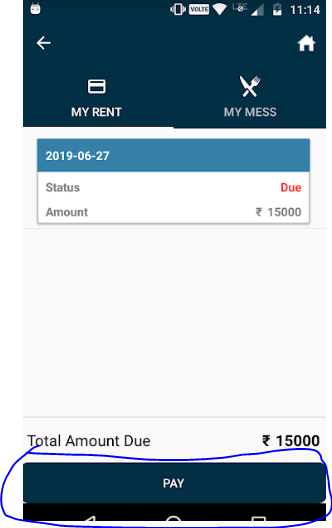 VOLTE LTE 11:14
MY RENT MY MESS
2019-06-27
Status Due
Amount ₹ 15000
Total Amount Due ₹ 15000
PAY